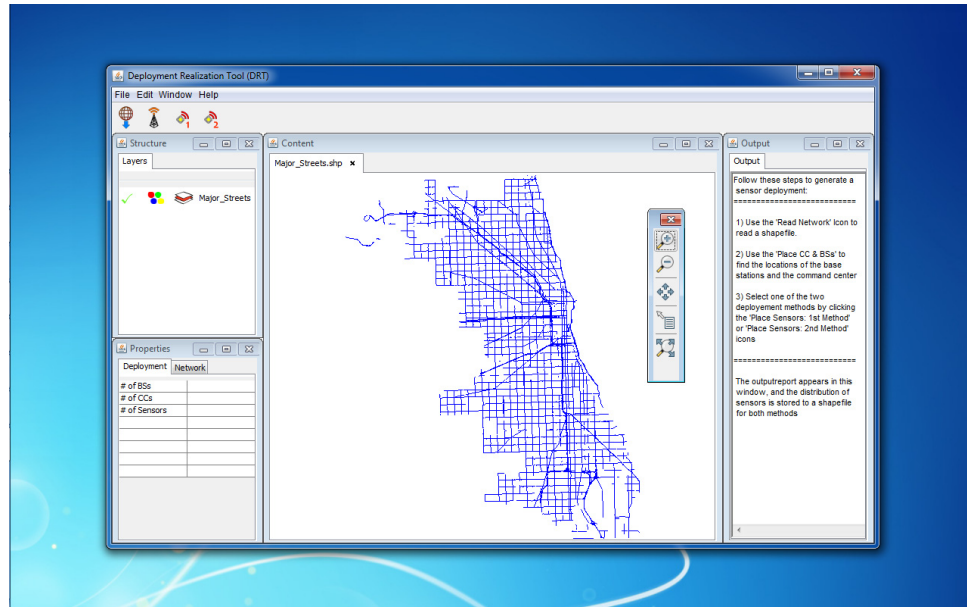 Deployment Realization Tool (DRT)
File Edit Window Help
1
2
Structure
Layers
Major_Streets
Properties
Deployment Network
# of BSs
# of CCs
# of Sensors
Content
Major_Streets.shp
Output
Output
Follow these steps to generate a
sensor deployment:
===========================
1) Use the 'Read Network' Icon to
read a shapefile.
2) Use the 'Place CC & BSs' to
find the locations of the base
stations and the command center
3) Select one of the two
deployment methods by clicking
the 'Place Sensors: 1st Method'
or 'Place Sensors: 2nd Method'
icons
===========================
The outputreport appears in this
window, and the distribution of
sensors is stored to a shapefile
for both methods